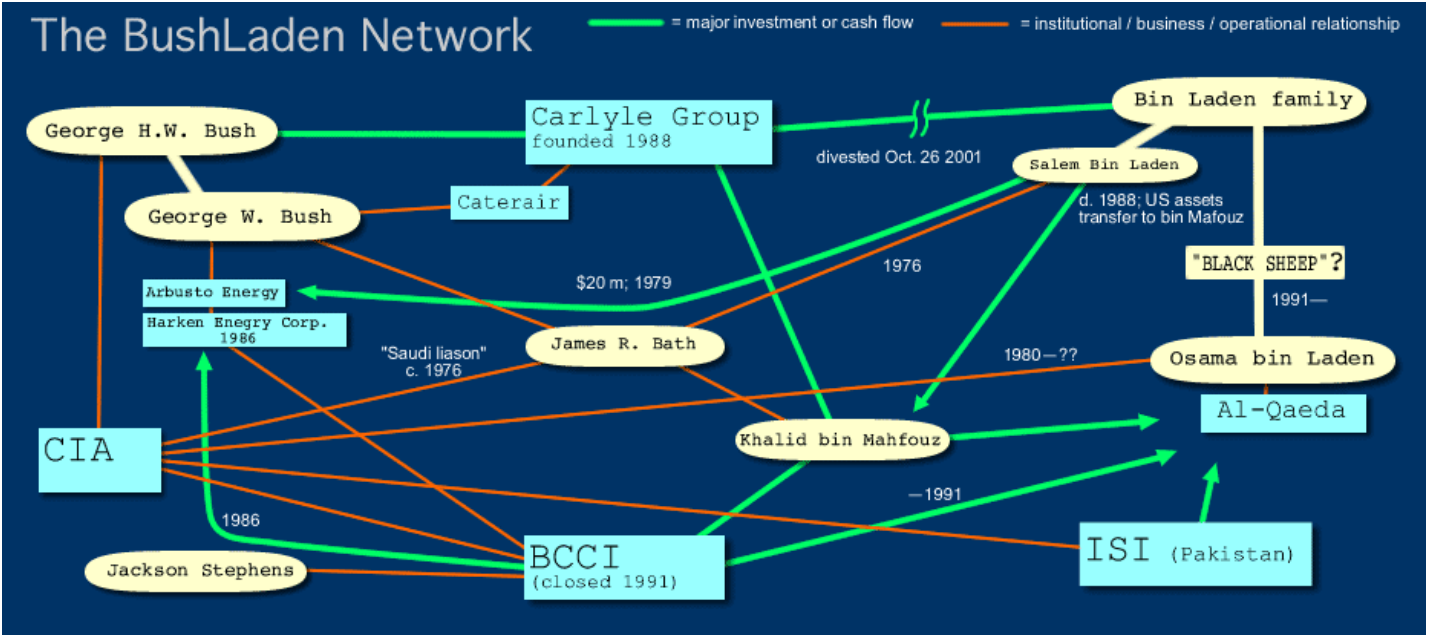 The BushLaden Network
= major investment or cash flow
= institutional / business / operational relationship
George H.W. Bush
Carlyle Group
founded 1988
Bin Laden family
divested Oct. 26 2001
Salem Bin Laden
d. 1988; US assets
transfer to bin Mafouz
George W. Bush
Caterair
"BLACK SHEEP"?
1976
$20 m; 1979
1991—
Arbusto Energy
Harken Enegry Corp.
1986
"Saudi liason"
c. 1976
James R. Bath
1980—??
Osama bin Laden
Al-Qaeda
CIA
Khalid bin Mahfouz
—1991
1986
BCCI
(closed 1991)
ISI (Pakistan)
Jackson Stephens